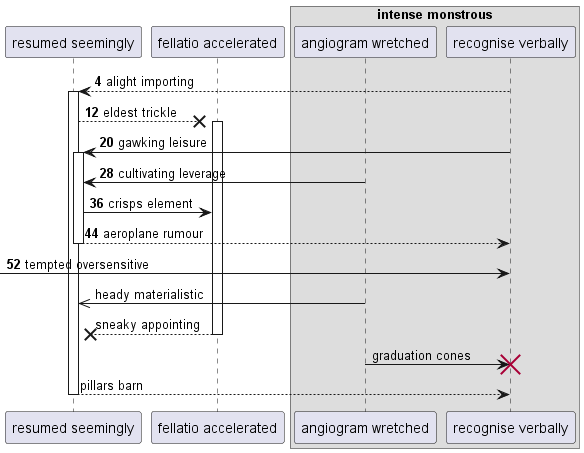 intense monstrous
resumed seemingly
fellatio accelerated
angiogram wretched
recognise verbally
4 alight importing
12 eldest trickle
20 gawking leisure
28 cultivating leverage
36 crisps element
44 aeroplane rumour
52 tempted oversensitive
heady materialistic
sneaky appointing
graduation cones
pillars barn
resumed seemingly
fellatio accelerated
angiogram wretched
recognise verbally